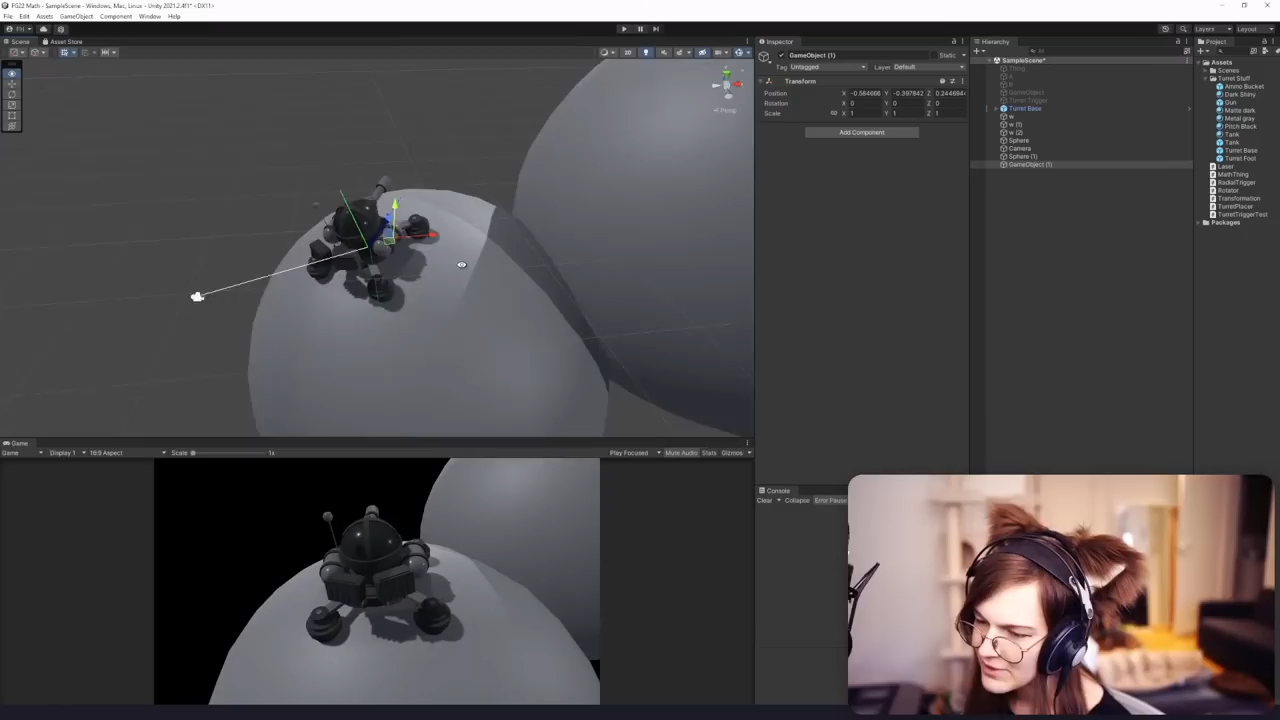 FG22 Math - SampleScene - Windows, Mac, Linux - Unity 2021.2.4f1* <DX11>
File Edit Assets GameObject Component Window Help
Layers Layout
Scene Asset Store
2D
Persp
Inspector
GameObject (1) Static
Tag Untagged Layer Default
Transform
Position X -0.584666 Y -0.397842 Z 0.244694
Rotation X 0 Y 0 Z 0
Scale X 1 Y 1 Z 1
Add Component
Hierarchy
All
SampleScene*
Thing
A
B
GameObject
Turret Trigger
Turret Base
w
w (1)
w (2)
Sphere
Camera
Sphere (1)
GameObject (1)
Project
Assets
Scenes
Turret Stuff
Ammo Bucket
Dark Shiny
Gun
Matte dark
Metal gray
Pitch Black
Tank
Tank
Turret Base
Turret Foot
Laser
MathThing
RadialTrigger
Rotator
Transformation
TurretPlacer
TurretTriggerTest
Packages
Game
Game Display 1 16:9 Aspect Scale 1x Play Focused Mute Audio Stats Gizmos
Console
Clear Collapse Error Pause